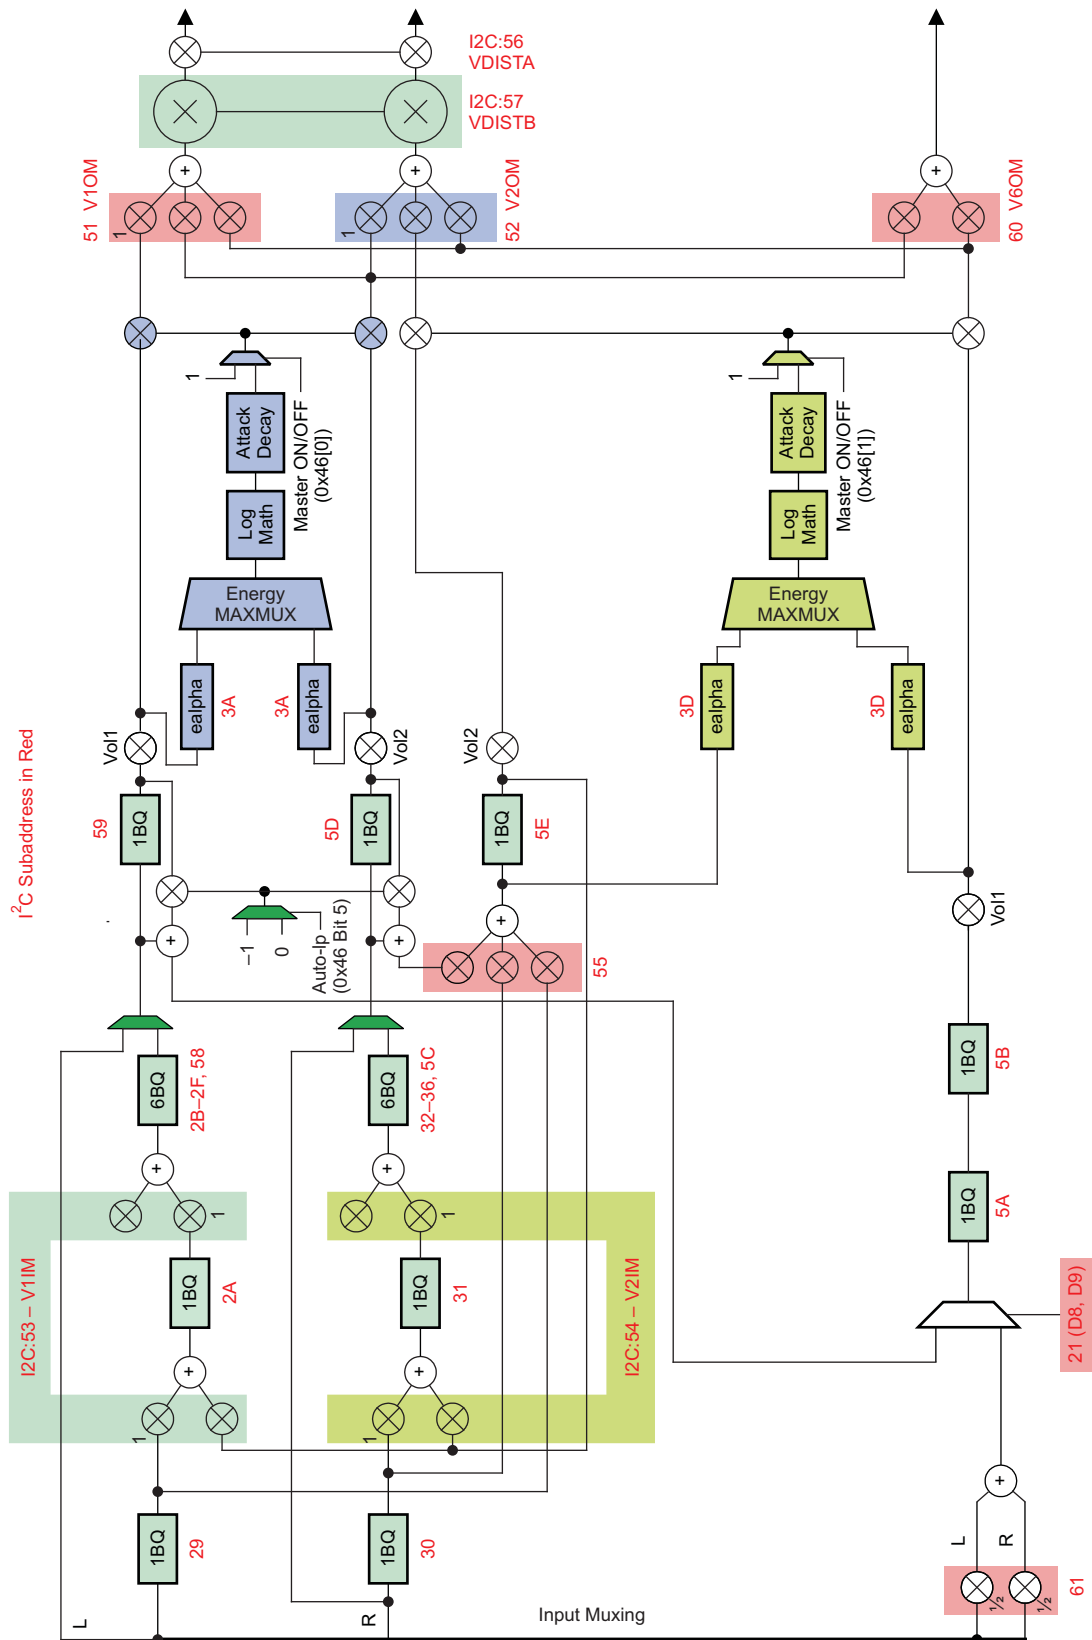 I2C:56
VDISTA
I2C:57
VDISTB
+
+
+
51 V1OM
1
52 V2OM
1
60 V6OM
1
Attack
Decay
Master ON/OFF
(0x46[0])
Log
Math
Energy
MAXMUX
ealpha
3A
ealpha
3A
1
Attack
Decay
Master ON/OFF
(0x46[1])
Log
Math
Energy
MAXMUX
ealpha
3D
ealpha
3D
I²C Subaddress in Red
Vol1
Vol2
Vol2
59
1BQ
5D
1BQ
1BQ
5E
–1
0
Auto-lp
(0x46 Bit 5)
+
+
+
55
Vol1
6BQ
2B–2F, 58
6BQ
32–36, 5C
1BQ
5B
+
+
1
1
1BQ
5A
I2C:53 – V1IM
1BQ
2A
1BQ
31
I2C:54 – V2IM
21 (D8, D9)
+
+
1
1
+
1BQ
29
1BQ
30
L
R
½
½
61
L
R
Input Muxing